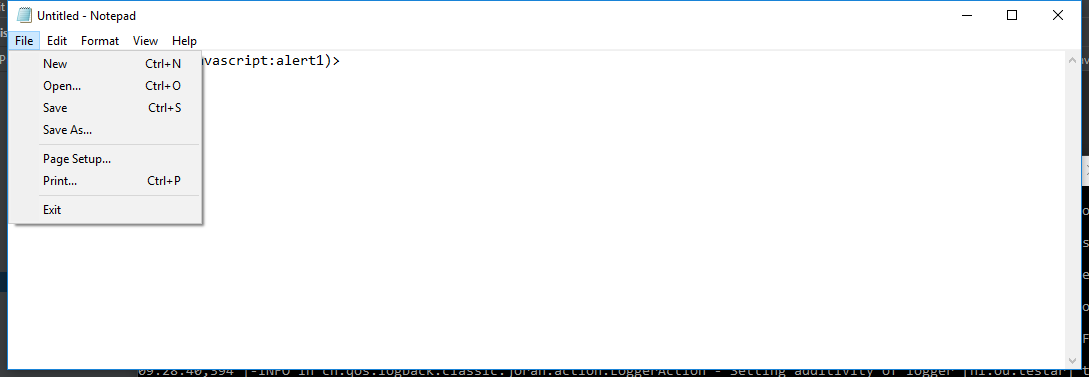 Untitled - Notepad
File Edit Format View Help
New Ctrl+N
Open... Ctrl+O
Save Ctrl+S
Save As...
Page Setup...
Print... Ctrl+P
Exit
vascript:alert1)>
09:28:40,394 |-INFO in ch.qos.logback.classic.joran.action.LoggerAction - Setting additivity of logger [nl.ou.testar]